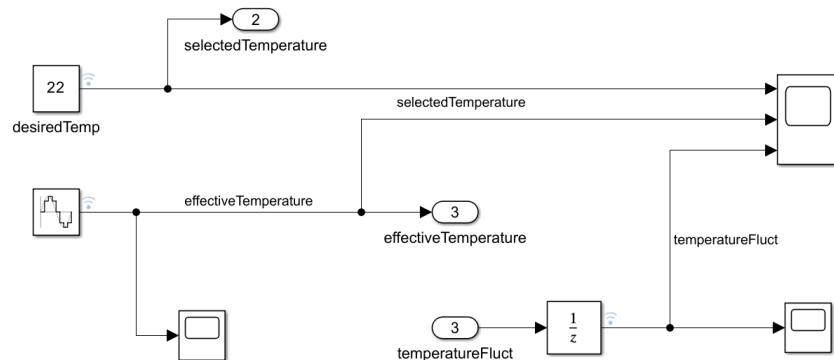 2
selectedTemperature
22
desiredTemp
selectedTemperature
effectiveTemperature
3
effectiveTemperature
temperatureFluct
3
temperatureFluct
1
z